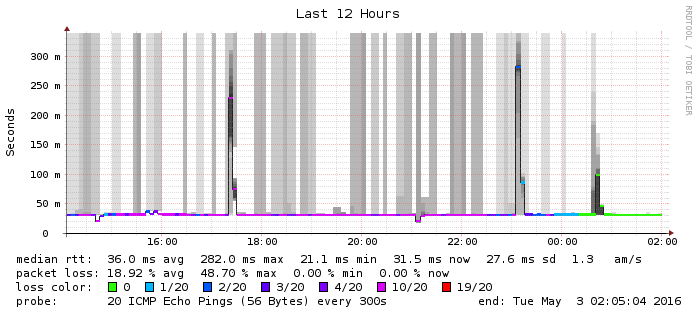 Last 12 Hours
RRDTOOL / TOBI OETIKER
Seconds
300 m
250 m
200 m
150 m
100 m
50 m
0
16:00 18:00 20:00 22:00 00:00 02:00
median rtt: 36.0 ms avg 282.0 ms max 21.1 ms min 31.5 ms now 27.6 ms sd 1.3 am/s
packet loss: 18.92 % avg 48.70 % max 0.00 % min 0.00 % now
loss color: 0 1/20 2/20 3/20 4/20 10/20 19/20
probe: 20 ICMP Echo Pings (56 Bytes) every 300s end: Tue May 3 02:05:04 2016